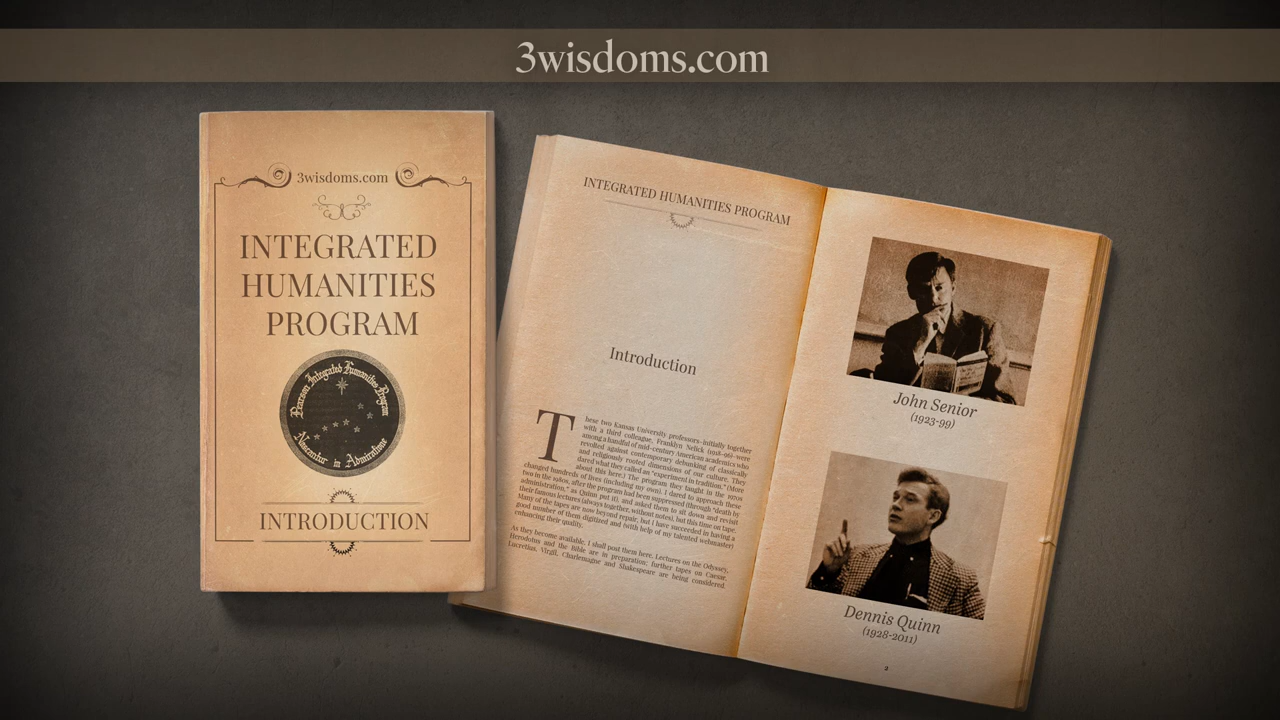 3wisdoms.com
3wisdoms.com
INTEGRATED
HUMANITIES
PROGRAM
Pearson Integrated Humanities Program
Nascantur in Admiratione
INTRODUCTION
INTEGRATED HUMANITIES PROGRAM
Introduction
These two Kansas University professors–initially together
with a third colleague, Franklyn Nelick (1918-96)–were
among a handful of mid-century American academics who
revolted against contemporary debunking of classically
and religiously rooted dimensions of our culture. They
dared what they called an "experiment in tradition." (More
about this here.) The program they taught in the 1970s
changed hundreds of lives (including my own). I dared to approach these
two in the 1980s, after the program had been suppressed (through "death by
administration," as Quinn put it), and asked them to sit down and revisit
their famous lectures (always together, without notes), but this time on tape.
Many of the tapes are now beyond repair, but i have succeeded in having a
good number of them digitized and (with help of my talented webmaster)
enhancing their quality.
As they become available, I shall post them here. Lectures on the Odyssey,
Herodotus and the Bible are in preparation; further tapes on Caesar,
Lucretius, Virgil, Charlemagne and Shakespeare are being considered.
John Senior
(1923-99)
Dennis Quinn
(1928-2011)
2